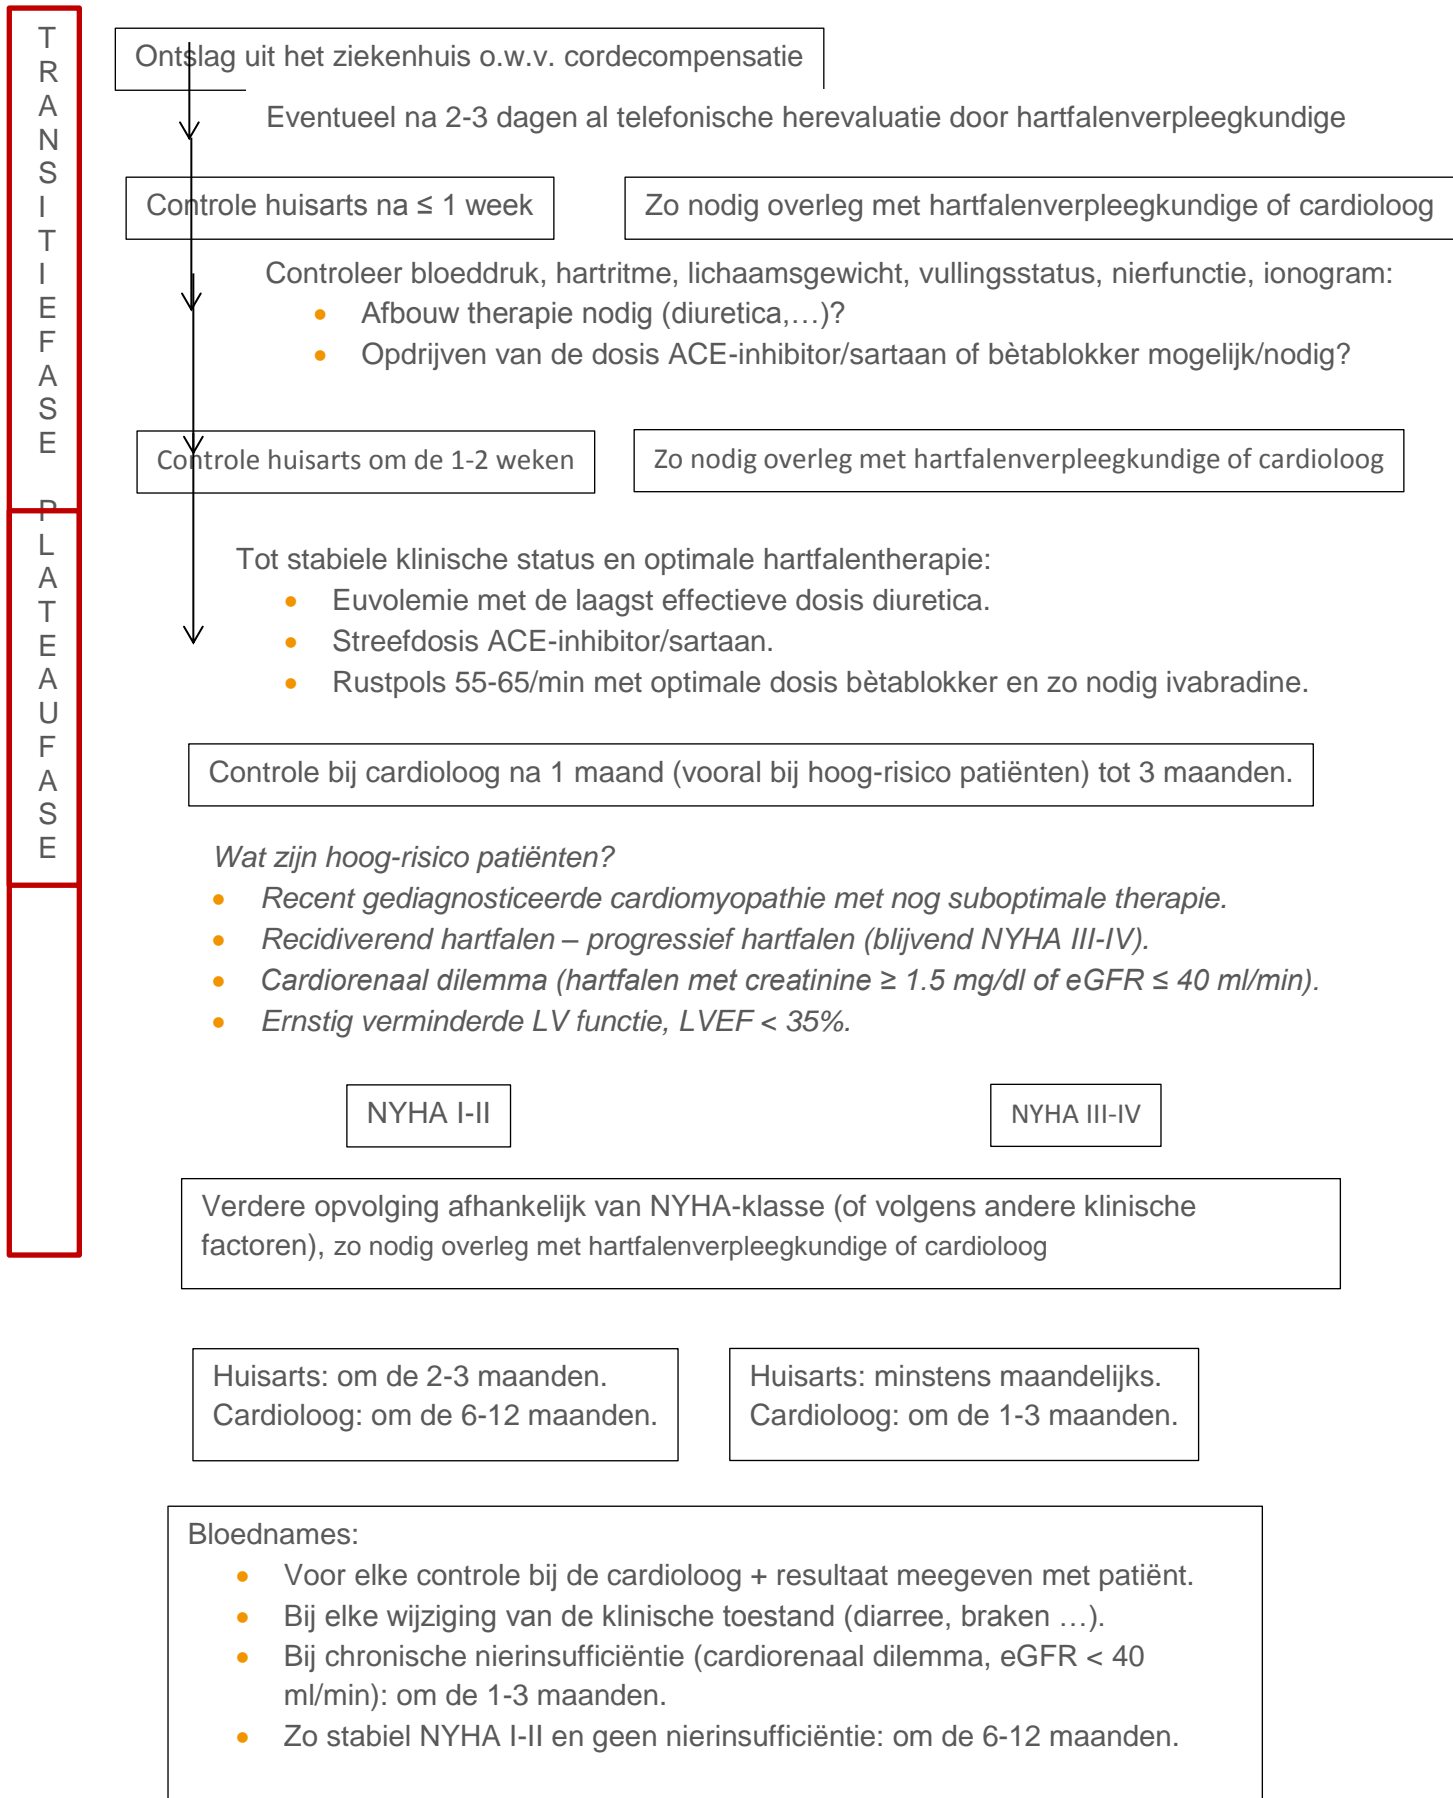 TRANSITIEFASE
PLATEAUFASE
Ontslag uit het ziekenhuis o.w.v. cordecompensatie
Eventueel na 2-3 dagen al telefonische herevaluatie door hartfalenverpleegkundige
Controle huisarts na ≤ 1 week
Zo nodig overleg met hartfalenverpleegkundige of cardioloog
Controleer bloeddruk, hartritme, lichaamsgewicht, vullingsstatus, nierfunctie, ionogram:
• Afbouw therapie nodig (diuretica,…)?
• Opdrijven van de dosis ACE-inhibitor/sartaan of bètablokker mogelijk/nodig?
Controle huisarts om de 1-2 weken
Zo nodig overleg met hartfalenverpleegkundige of cardioloog
Tot stabiele klinische status en optimale hartfalentherapie:
• Euvolemie met de laagst effectieve dosis diuretica.
• Streefdosis ACE-inhibitor/sartaan.
• Rustpols 55-65/min met optimale dosis bètablokker en zo nodig ivabradine.
Controle bij cardioloog na 1 maand (vooral bij hoog-risico patiënten) tot 3 maanden.
Wat zijn hoog-risico patiënten?
• Recent gediagnosticeerde cardiomyopathie met nog suboptimale therapie.
• Recidiverend hartfalen – progressief hartfalen (blijvend NYHA III-IV).
• Cardiorenaal dilemma (hartfalen met creatinine ≥ 1.5 mg/dl of eGFR ≤ 40 ml/min).
• Ernstig verminderde LV functie, LVEF < 35%.
NYHA I-II
NYHA III-IV
Verdere opvolging afhankelijk van NYHA-klasse (of volgens andere klinische
factoren), zo nodig overleg met hartfalenverpleegkundige of cardioloog
Huisarts: om de 2-3 maanden.
Cardioloog: om de 6-12 maanden.
Huisarts: minstens maandelijks.
Cardioloog: om de 1-3 maanden.
Bloednames:
• Voor elke controle bij de cardioloog + resultaat meegeven met patiënt.
• Bij elke wijziging van de klinische toestand (diarree, braken …).
• Bij chronische nierinsufficiëntie (cardiorenaal dilemma, eGFR < 40
ml/min): om de 1-3 maanden.
• Zo stabiel NYHA I-II en geen nierinsufficiëntie: om de 6-12 maanden.